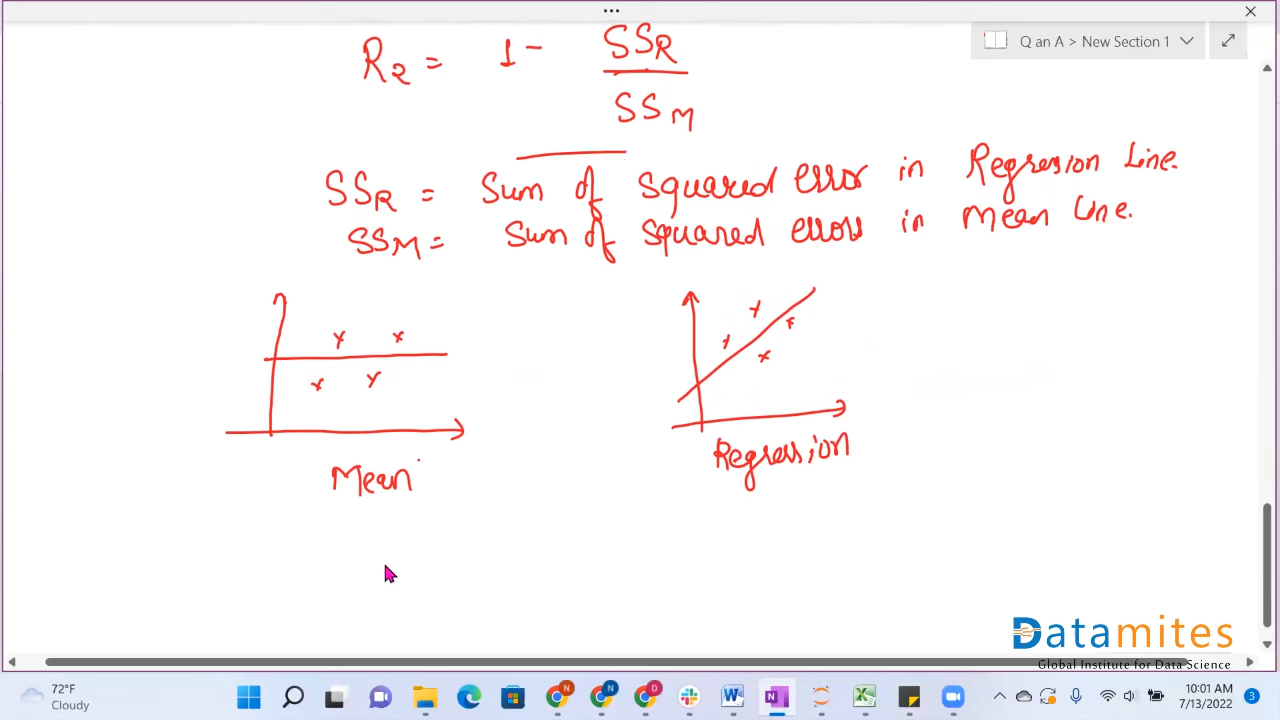 ...
Q an A > New Section 1
R2 = 1 - SSR
SSM
SSR = Sum of squared error in Regresion Line.
SSM = Sum of squared errors in Mean Line.
Mean
Regression
Datamites
Global Institute for Data Science
72°F
Cloudy
N
N
D
10:01 AM
7/13/2022
3